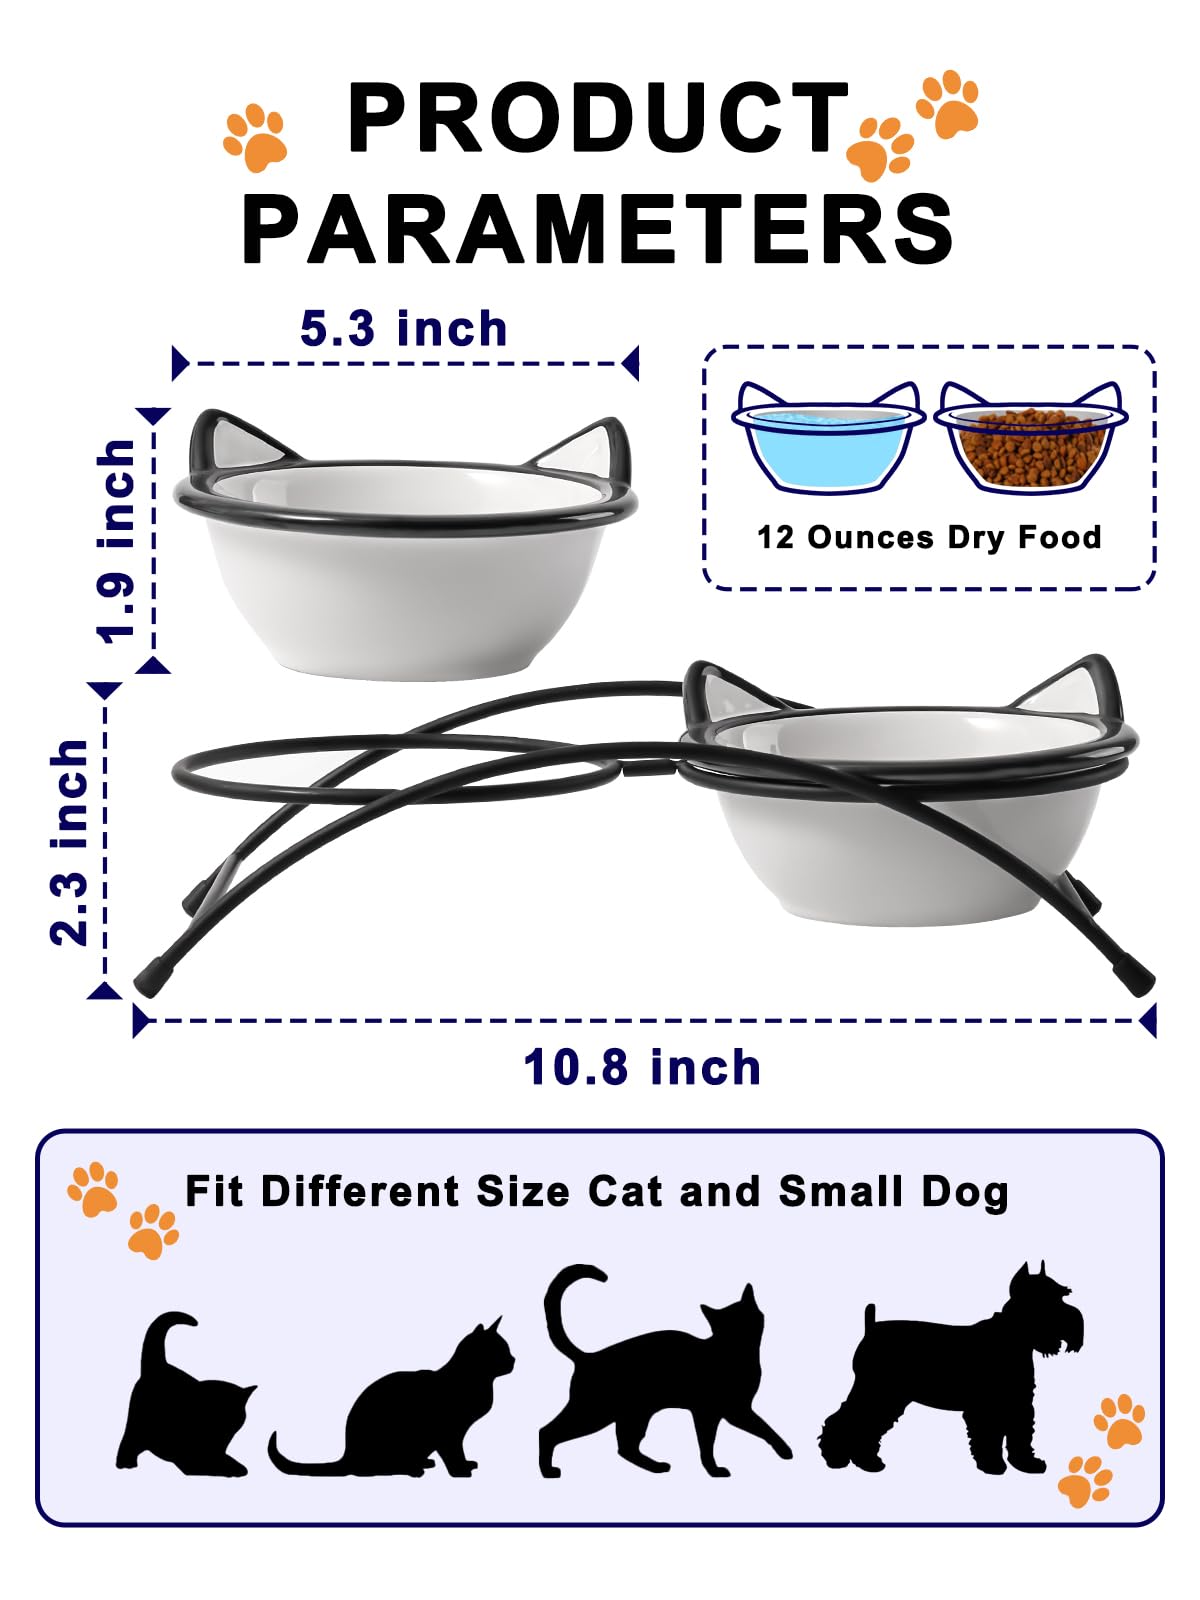 PRODUCT
PARAMETERS
5.3 inch
1.9 inch
12 Ounces Dry Food
2.3 inch
10.8 inch
Fit Different Size Cat and Small Dog